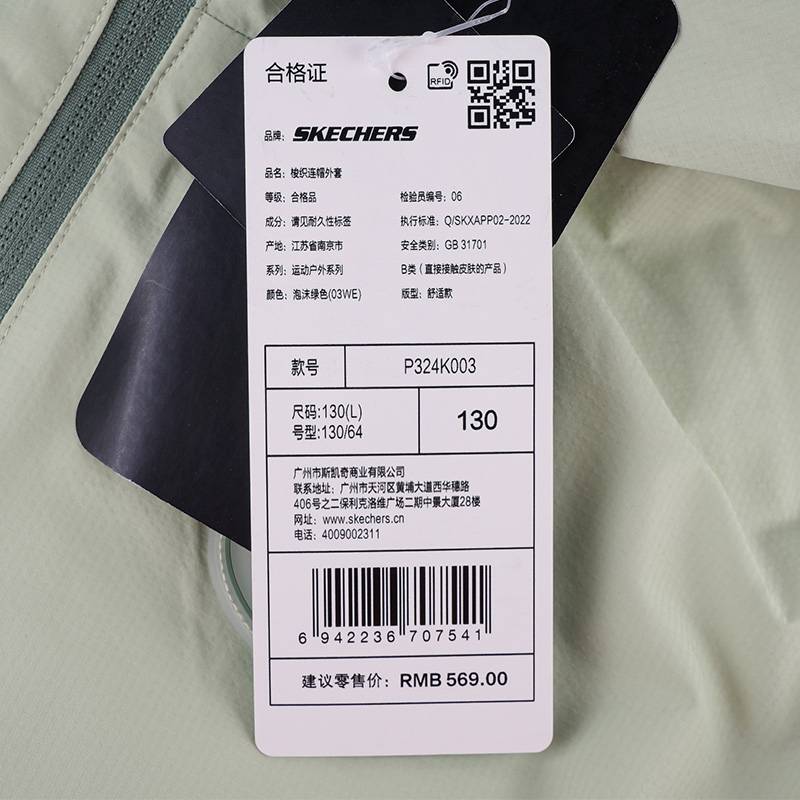 合格证
RFID
品牌: SKECHERS
品名: 梭织连帽外套
等级: 合格品 检验员编号: 06
成分: 请见耐久性标签 执行标准: Q/SKXAPP02-2022
产地: 江苏省南京市 安全类别: GB 31701
系列: 运动户外系列 B类(直接接触皮肤的产品)
颜色: 泡沫绿色(03WE) 版型: 舒适款
款号 P324K003
尺码:130(L)
号型:130/64
130
广州市斯凯奇商业有限公司
联系地址: 广州市天河区黄埔大道西华穗路
406号之二保利克洛维广场二期中景大厦28楼
网址: www.skechers.cn
电话: 4009002311
6 942236 707541
建议零售价: RMB 569.00